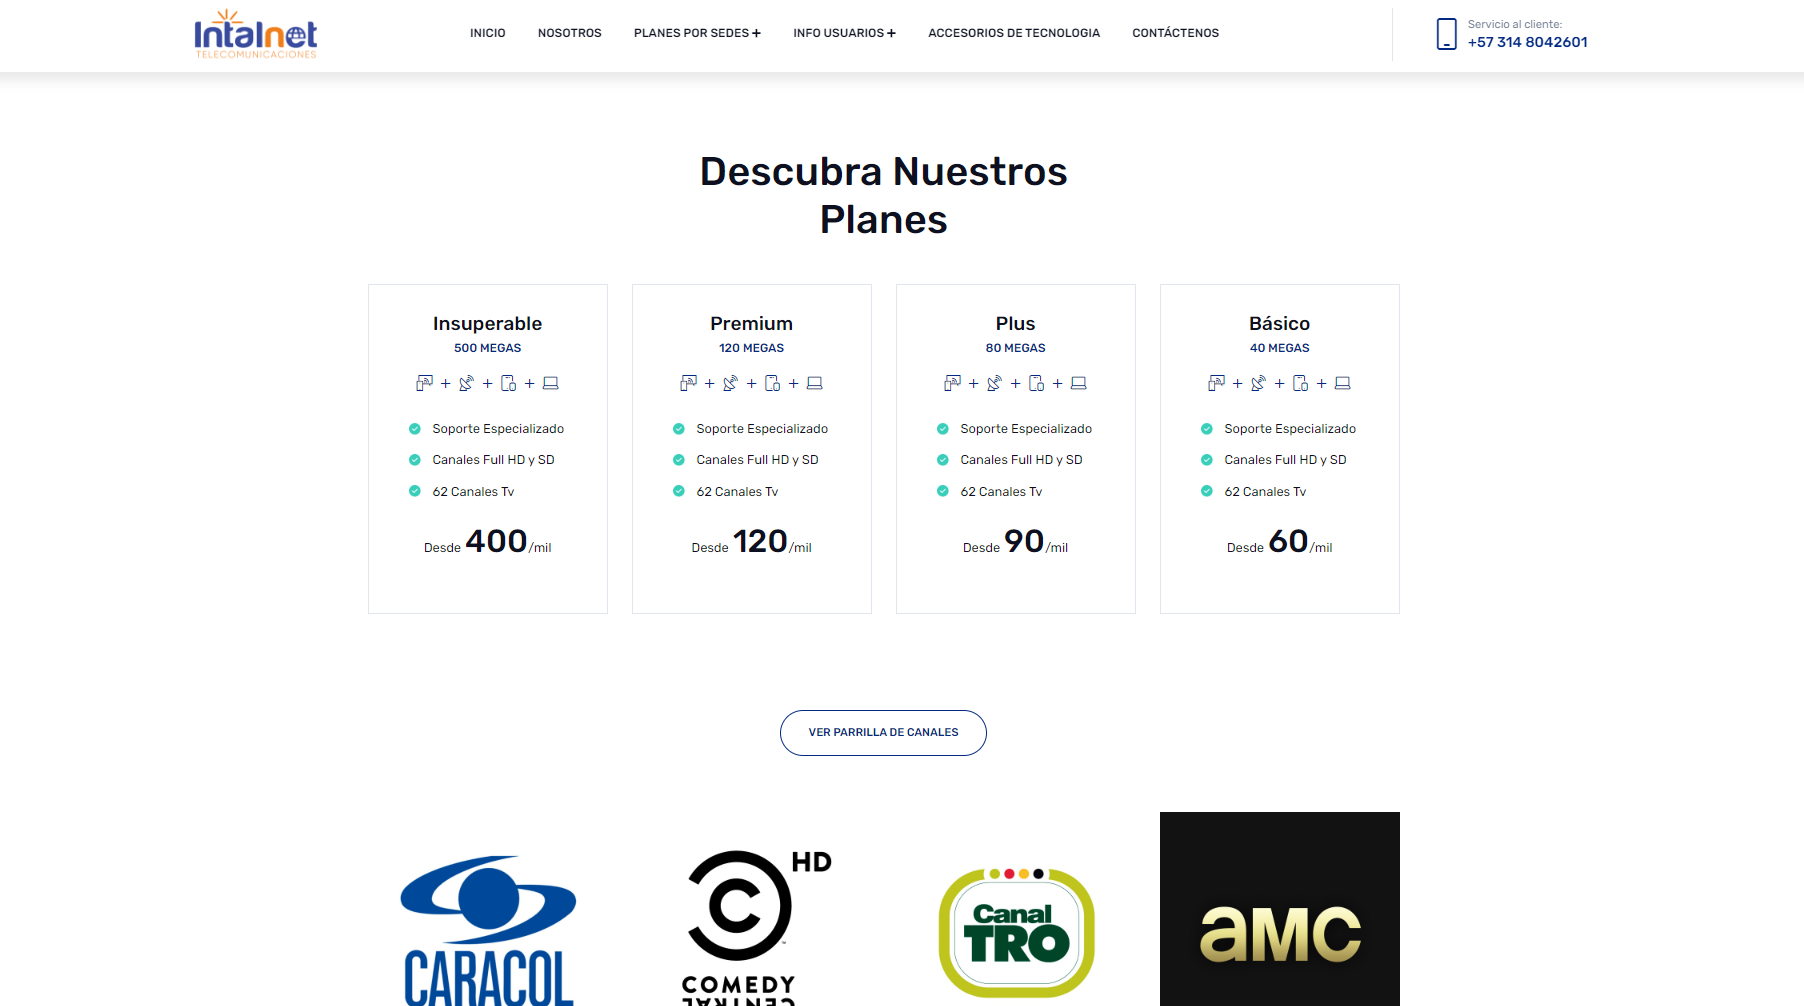 Intalnet
TELECOMUNICACIONES
INICIO
NOSOTROS
PLANES POR SEDES +
INFO USUARIOS +
ACCESORIOS DE TECNOLOGIA
CONTÁCTENOS
Servicio al cliente:
+57 314 8042601
Descubra Nuestros
Planes
Insuperable
500 MEGAS
+ + +
Soporte Especializado
Canales Full HD y SD
62 Canales Tv
Desde 400/mil
Premium
120 MEGAS
+ + +
Soporte Especializado
Canales Full HD y SD
62 Canales Tv
Desde 120/mil
Plus
80 MEGAS
+ + +
Soporte Especializado
Canales Full HD y SD
62 Canales Tv
Desde 90/mil
Básico
40 MEGAS
+ + +
Soporte Especializado
Canales Full HD y SD
62 Canales Tv
Desde 60/mil
VER PARRILLA DE CANALES
CARACOL
HD
COMEDY
CENTRAL
Canal
TRO
aMC